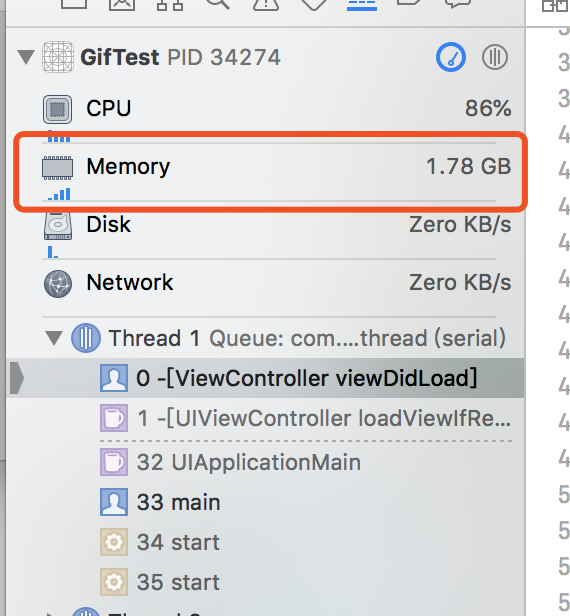 GifTest PID 34274
CPU 86%
Memory 1.78 GB
Disk Zero KB/s
Network Zero KB/s
Thread 1 Queue: com....thread (serial)
0 -[ViewController viewDidLoad]
1 -[UIViewController loadViewIfRe...
32 UIApplicationMain
33 main
34 start
35 start